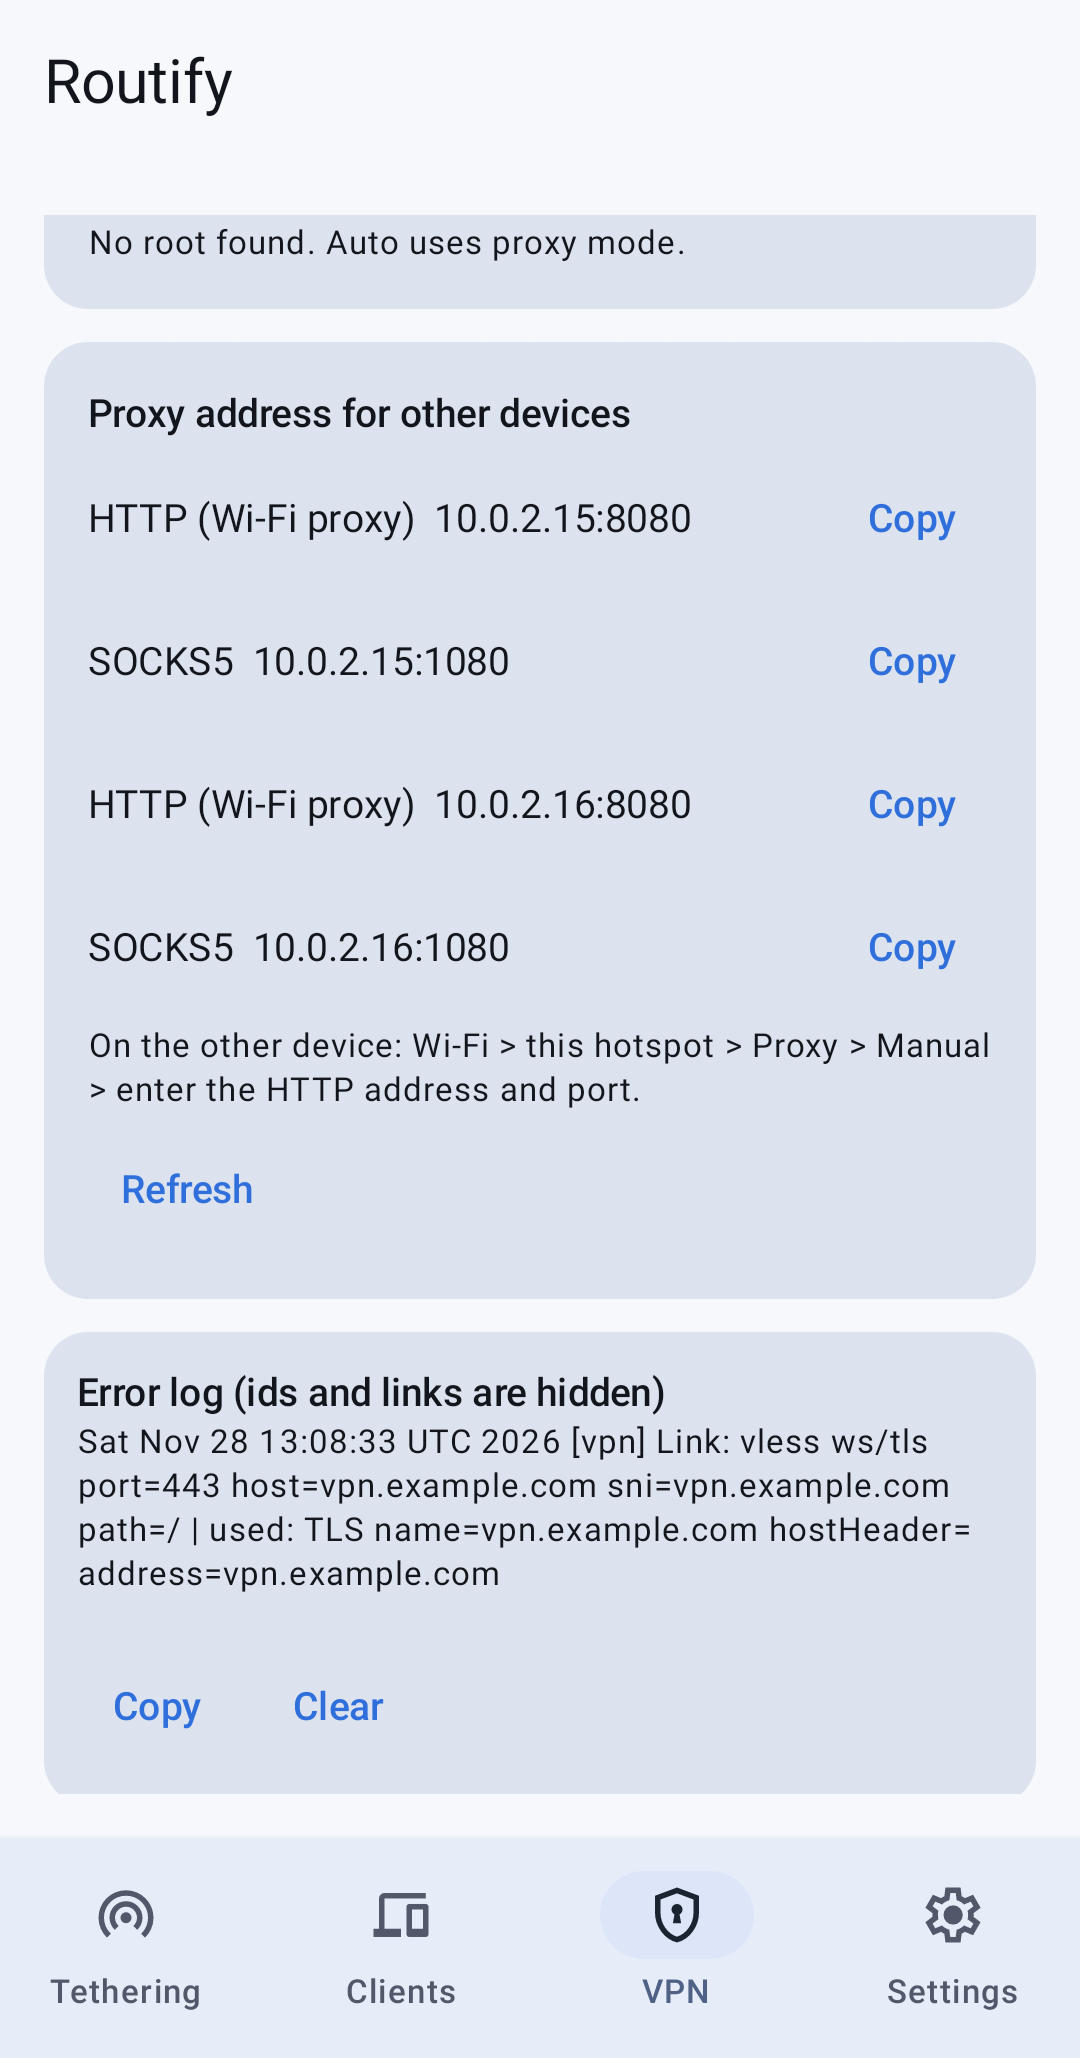 Routify
No root found. Auto uses proxy mode.
Proxy address for other devices
HTTP (Wi-Fi proxy)  10.0.2.15:8080
Copy
SOCKS5  10.0.2.15:1080
Copy
HTTP (Wi-Fi proxy)  10.0.2.16:8080
Copy
SOCKS5  10.0.2.16:1080
Copy
On the other device: Wi-Fi > this hotspot > Proxy > Manual
> enter the HTTP address and port.
Refresh
Error log (ids and links are hidden)
Sat Nov 28 13:08:33 UTC 2026 [vpn] Link: vless ws/tls
port=443 host=vpn.example.com sni=vpn.example.com
path=/ | used: TLS name=vpn.example.com hostHeader=
address=vpn.example.com
Copy
Clear
Tethering
Clients
VPN
Settings